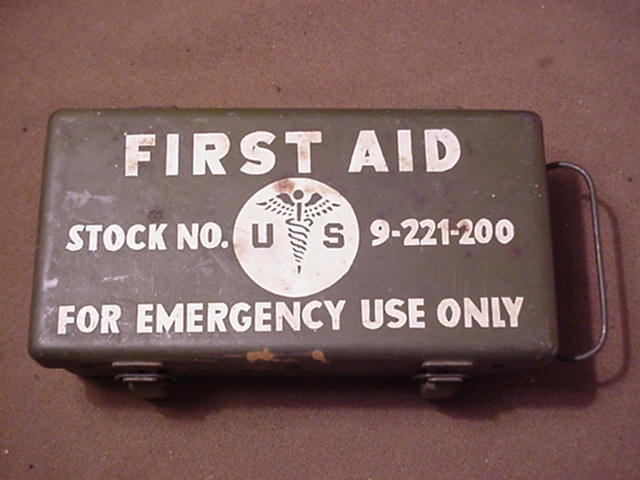 FIRST AID
STOCK NO. U S 9-221-200
FOR EMERGENCY USE ONLY